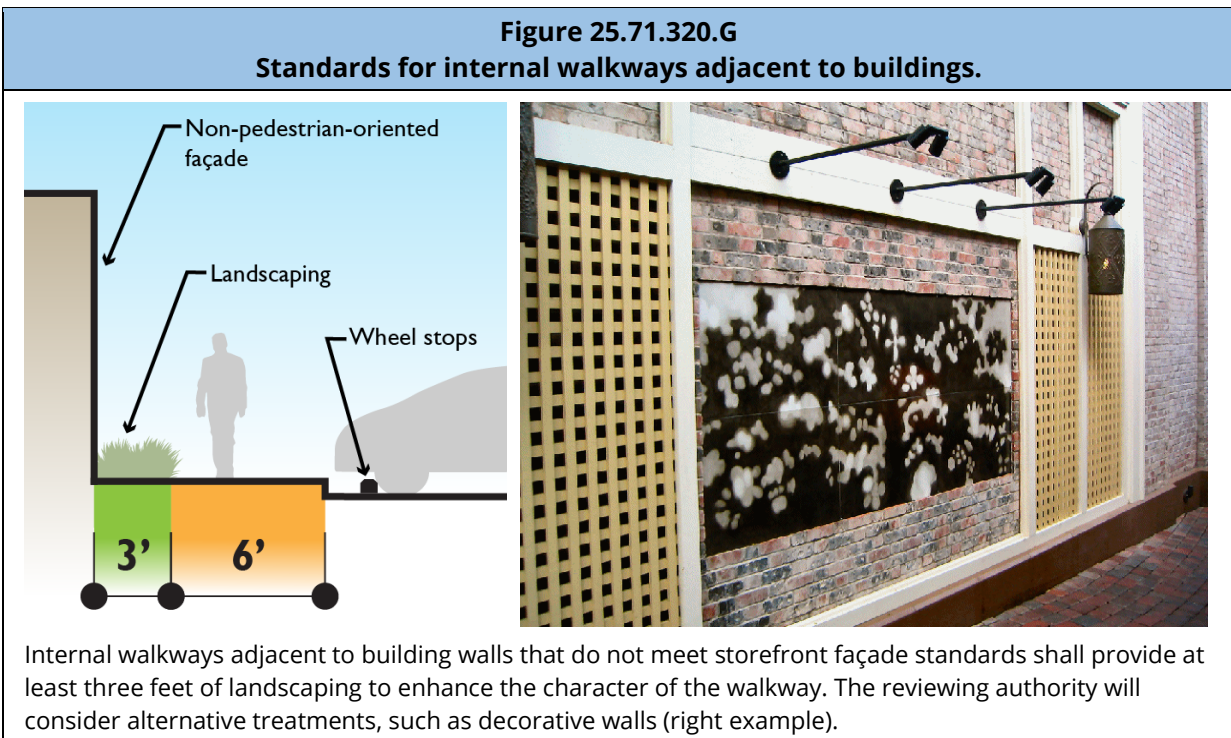 Figure 25.71.320.G
Standards for internal walkways adjacent to buildings.
Non-pedestrian-oriented
façade
Landscaping
Wheel stops
3’
6’
Internal walkways adjacent to building walls that do not meet storefront façade standards shall provide at
least three feet of landscaping to enhance the character of the walkway. The reviewing authority will
consider alternative treatments, such as decorative walls (right example).